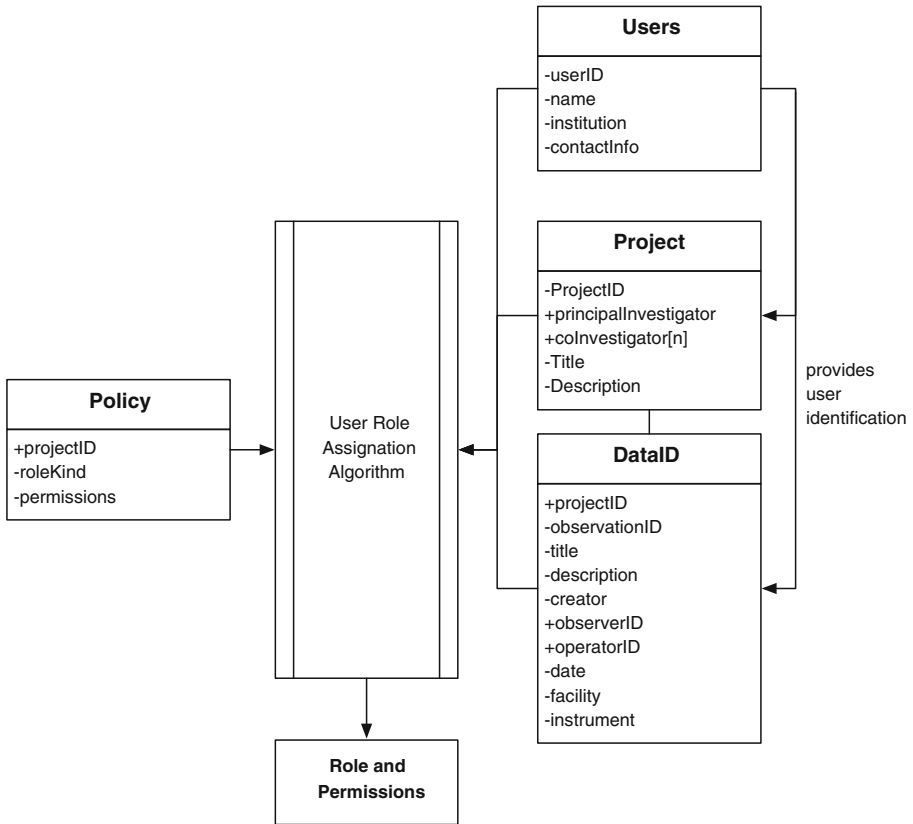 Users
-userID
-name
-institution
-contactInfo
Project
-ProjectID
+principalInvestigator
+coInvestigator[n]
-Title
-Description
provides
user
identification
Policy
+projectID
-roleKind
-permissions
User Role
Assignation
Algorithm
DataID
+projectID
-observationID
-title
-description
-creator
+observerID
+operatorID
-date
-facility
-instrument
Role and
Permissions